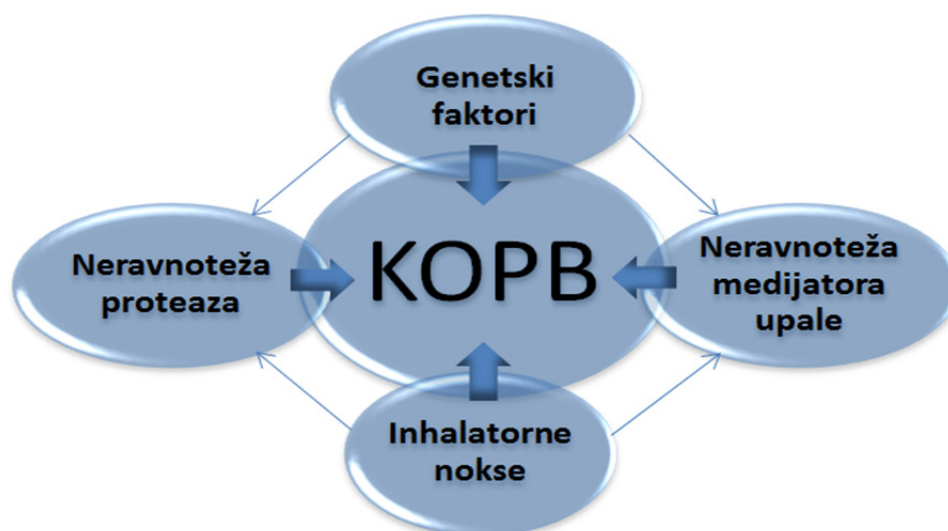 Genetski
faktori
Neravnoteža
proteaza
KOPB
Neravnoteža
medijatora
upale
Inhalatorne
nokse